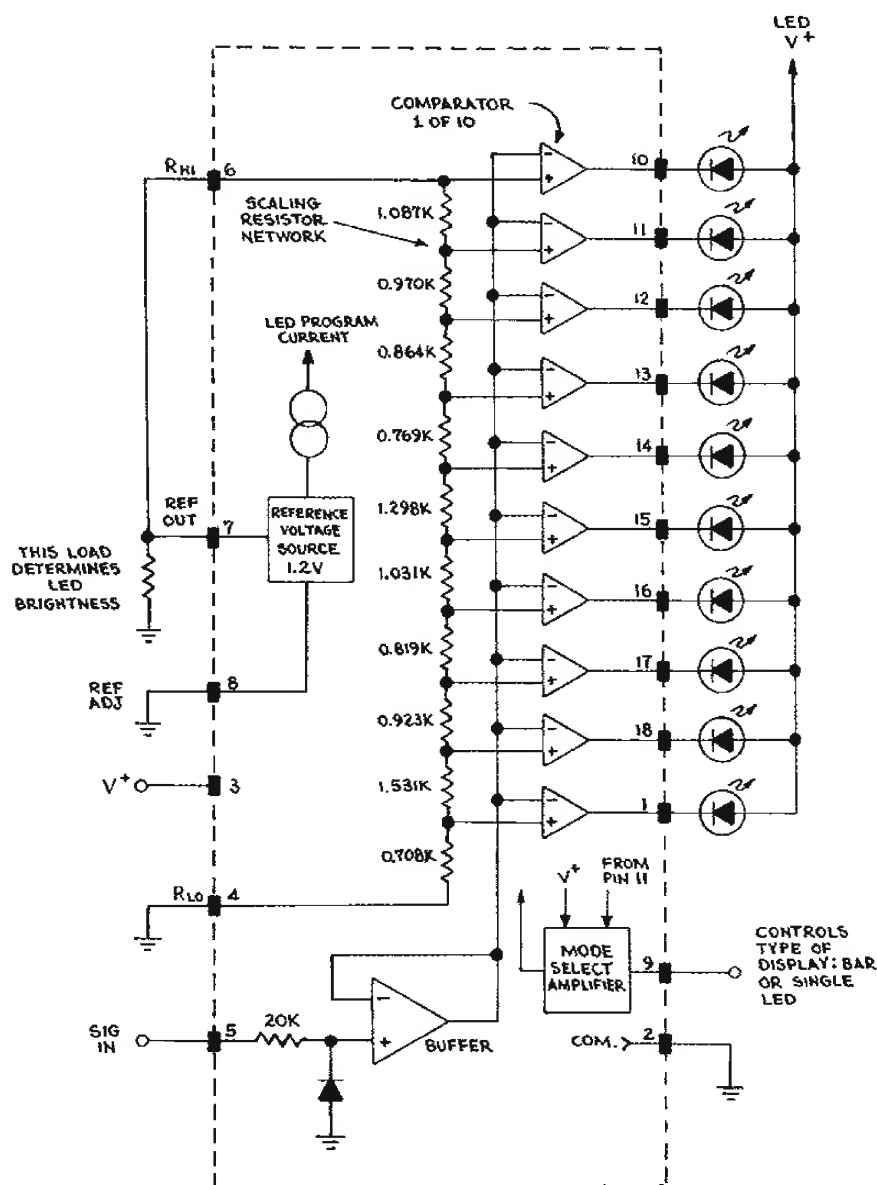 LED
V+
COMPARATOR
1 OF 10
RHI
6
10
SCALING
RESISTOR
NETWORK
1.087K
11
0.970K
12
LED PROGRAM
CURRENT
0.864K
13
0.769K
14
REF
OUT
7
REFERENCE
VOLTAGE
SOURCE
1.2V
1.298K
15
THIS LOAD
DETERMINES
LED
BRIGHTNESS
1.031K
16
0.819K
17
REF
ADJ
8
0.923K
18
V+
3
1.531K
1
0.708K
RLO
4
V+
FROM
PIN 11
MODE
SELECT
AMPLIFIER
9
CONTROLS
TYPE OF
DISPLAY: BAR
OR SINGLE
LED
SIG
IN
5
20K
BUFFER
COM.
2